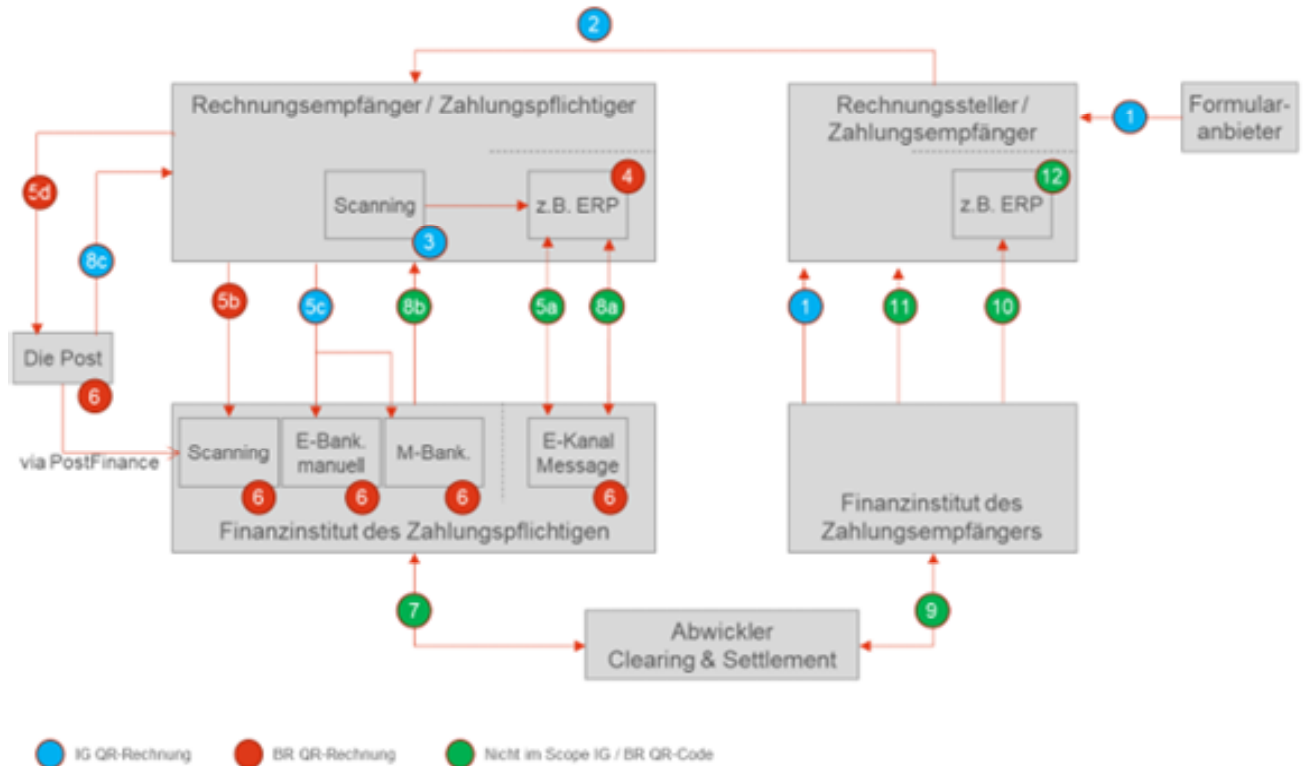 2
Rechnungsempfänger / Zahlungspflichtiger
Rechnungssteller /
Zahlungsempfänger
1
Formular-
anbieter
5d
8c
Scanning
3
z.B. ERP
4
z.B. ERP
12
5b
5c
8b
5a
8a
1
11
10
Die Post
6
via PostFinance
Scanning
6
E-Bank.
manuell
6
M-Bank.
6
E-Kanal
Message
6
Finanzinstitut des Zahlungspflichtigen
Finanzinstitut des
Zahlungsempfängers
7
9
Abwickler
Clearing & Settlement
IG QR-Rechnung
BR QR-Rechnung
Nicht im Scope IG / BR QR-Code